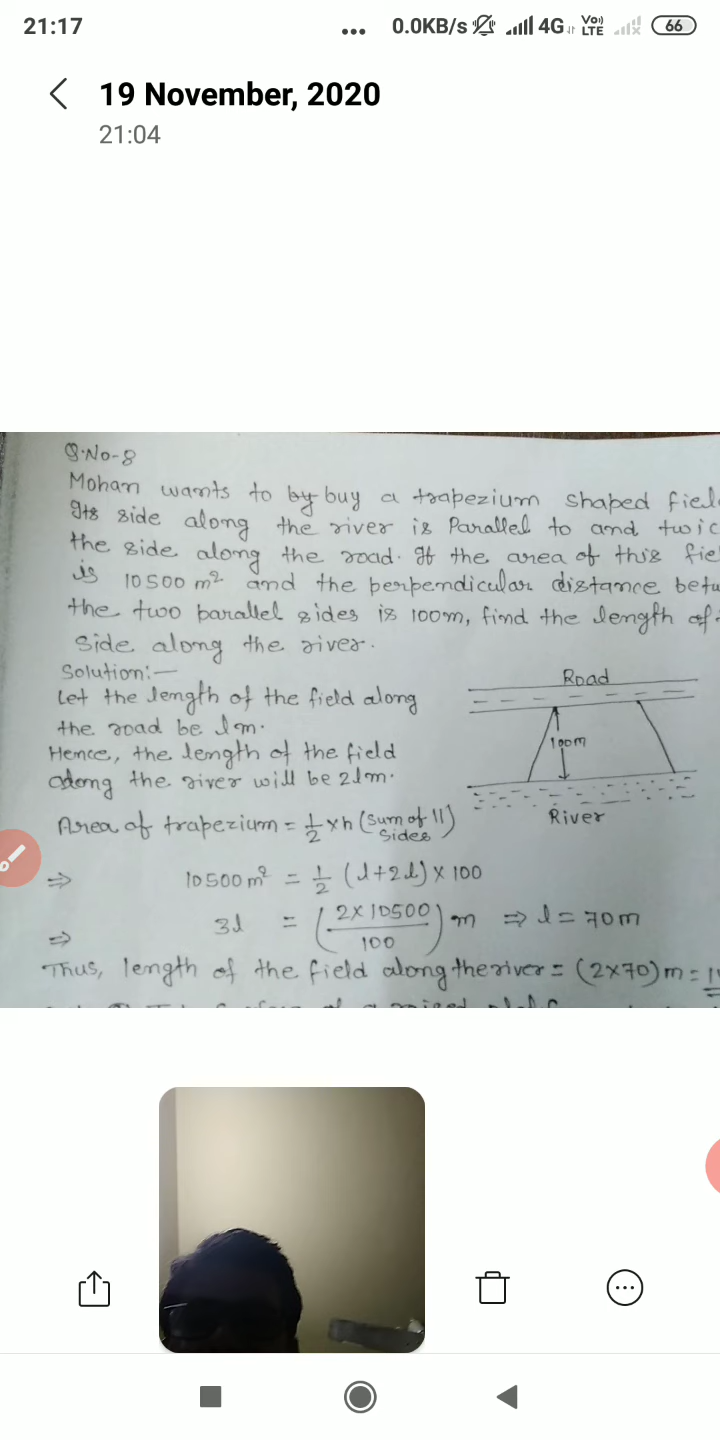 21:17
... 0.0KB/s 4G Vo)) LTE 66
19 November, 2020
21:04
Q.No-8
Mohan wants to by buy a trapezium shaped
Its side along the river is Parallel to and
the side along the road. If the area of this
is 10500 m² and the perpendicular distance
the two parallel sides is 100m, find the length of
side along the river.
Solution:—
Let the length of the field along
the road be lm.
Hence, the length of the field
along the river will be 2lm.
Road
100m
River
Area of trapezium = 1/2 × h (Sum of || Sides)
⇒ 10500 m² = 1/2 (l+2l) × 100
⇒ 3l = (2×10500/100) m ⇒ l = 70m
Thus, length of the field along the river = (2×70)m =